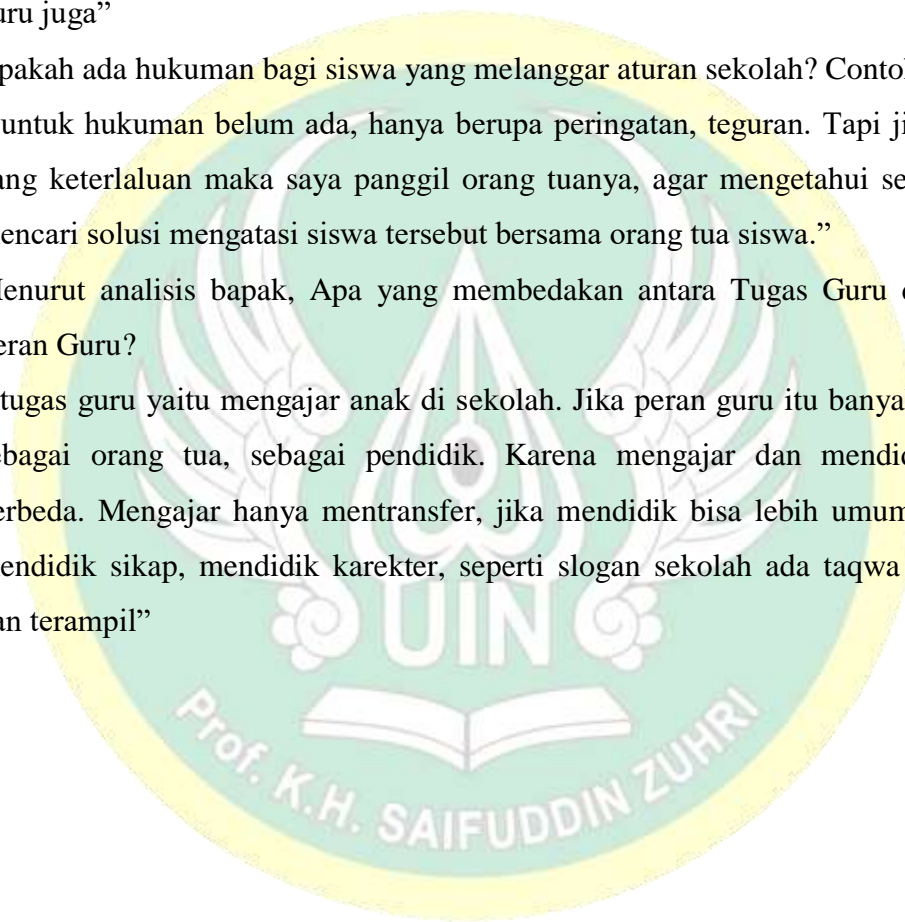 uru juga”
pakah ada hukuman bagi siswa yang melanggar aturan sekolah? Contoh
untuk hukuman belum ada, hanya berupa peringatan, teguran. Tapi ji
ang keterlaluan maka saya panggil orang tuanya, agar mengetahui se
encari solusi mengatasi siswa tersebut bersama orang tua siswa.”
enurut analisis bapak, Apa yang membedakan antara Tugas Guru
eran Guru?
tugas guru yaitu mengajar anak di sekolah. Jika peran guru itu banya
ebagai orang tua, sebagai pendidik. Karena mengajar dan mendi
erbeda. Mengajar hanya mentransfer, jika mendidik bisa lebih umum
endidik sikap, mendidik karekter, seperti slogan sekolah ada taqwa
an terampil”
UIN
Prof. K.H. SAIFUDDIN ZUHRI